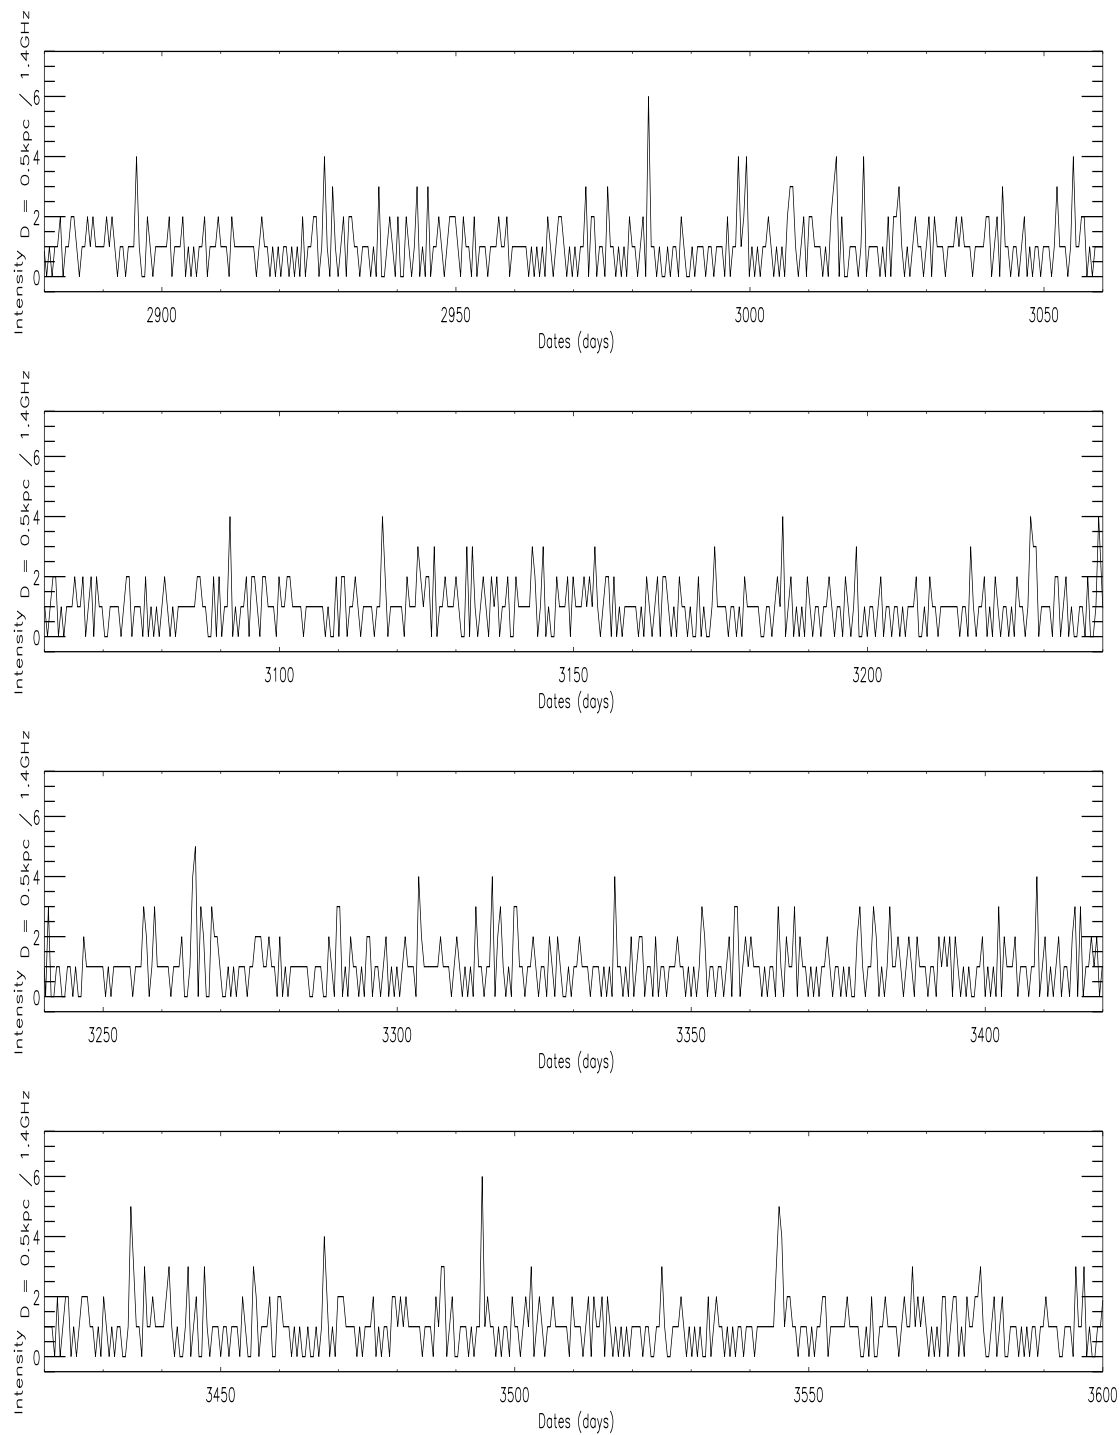 Intensity D = 0.5kpc / 1.4GHz
6
4
2
0
2900 2950 3000 3050
Dates (days)
Intensity D = 0.5kpc / 1.4GHz
6
4
2
0
3100 3150 3200
Dates (days)
Intensity D = 0.5kpc / 1.4GHz
6
4
2
0
3250 3300 3350 3400
Dates (days)
Intensity D = 0.5kpc / 1.4GHz
6
4
2
0
3450 3500 3550 3600
Dates (days)